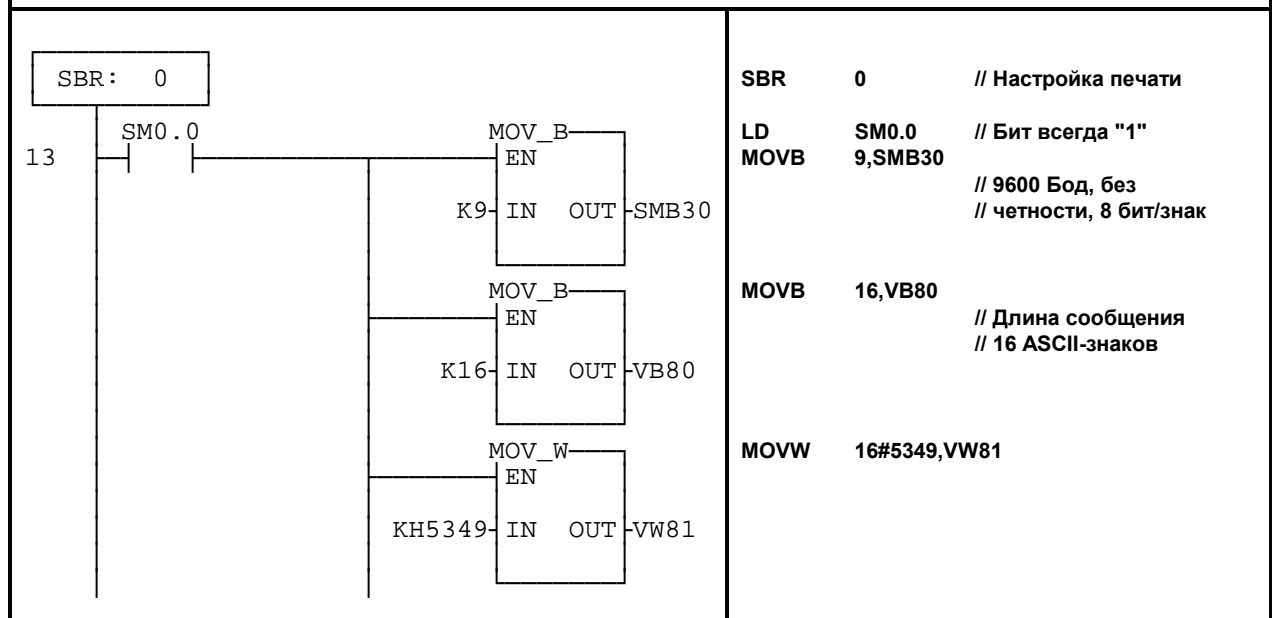 SBR: 0
SM0.0
13
MOV_B
EN
K9 IN OUT SMB30
MOV_B
EN
K16 IN OUT VB80
MOV_W
EN
KH5349 IN OUT VW81
SBR 0 // Настройка печати
LD SM0.0 // Бит всегда "1"
MOVB 9,SMB30
// 9600 Бод, без
// четности, 8 бит/знак
MOVB 16,VB80
// Длина сообщения
// 16 ASCII-знаков
MOVW 16#5349,VW81